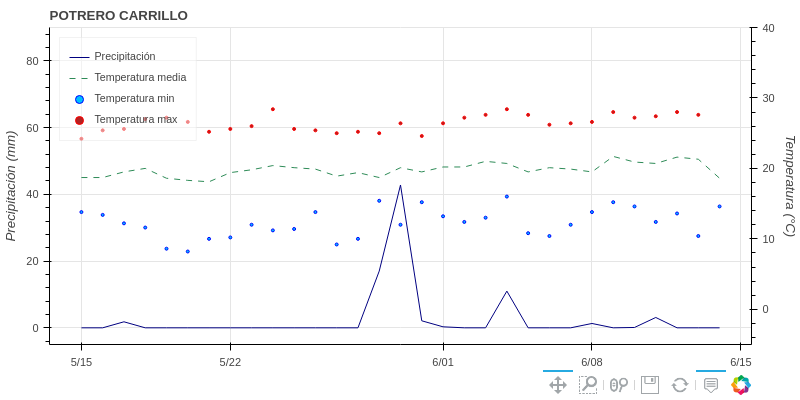 POTRERO CARRILLO
Precipitación
Temperatura media
Temperatura min
Temperatura max
Precipitación (mm)
80
60
40
20
0
Temperatura (°C)
40
30
20
10
0
5/15 5/22 6/01 6/08 6/15